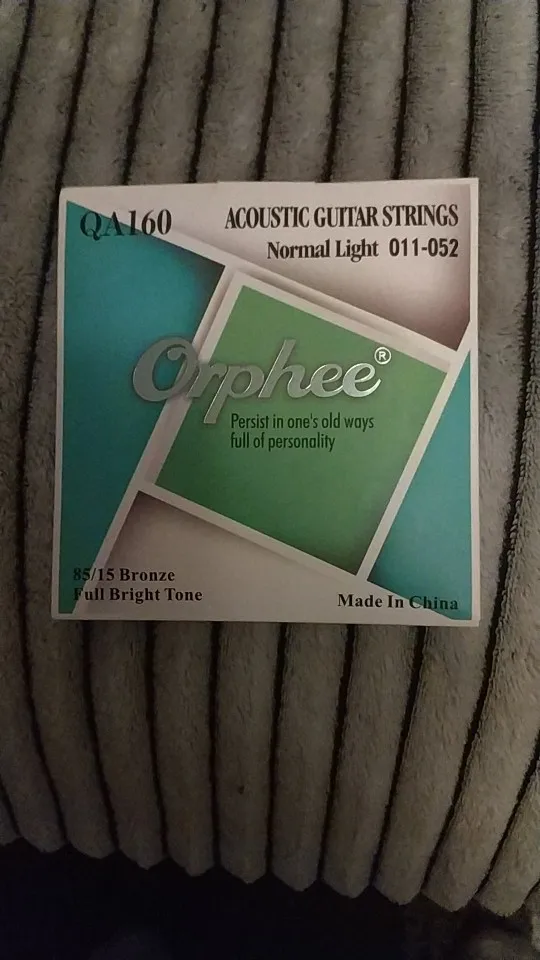 QA160
ACOUSTIC GUITAR STRINGS
Normal Light 011-052
Orphee®
Persist in one's old ways
full of personality
85/15 Bronze
Full Bright Tone
Made In China